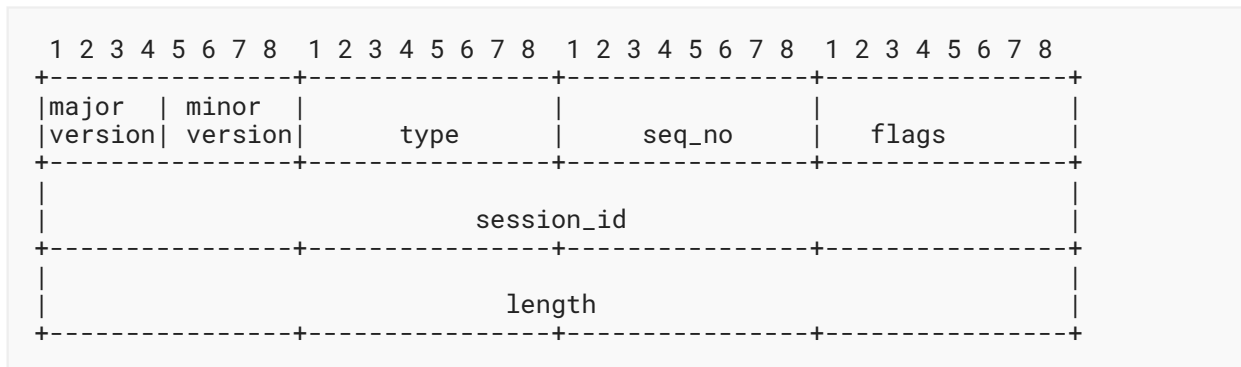 1 2 3 4 5 6 7 8  1 2 3 4 5 6 7 8  1 2 3 4 5 6 7 8  1 2 3 4 5 6 7 8
+----------------+----------------+----------------+----------------+
|major  | minor  |                |                |                |
|version| version|      type      |     seq_no     |   flags        |
+----------------+----------------+----------------+----------------+
|                                                                   |
|                            session_id                             |
+----------------+----------------+----------------+----------------+
|                                                                   |
|                              length                               |
+----------------+----------------+----------------+----------------+